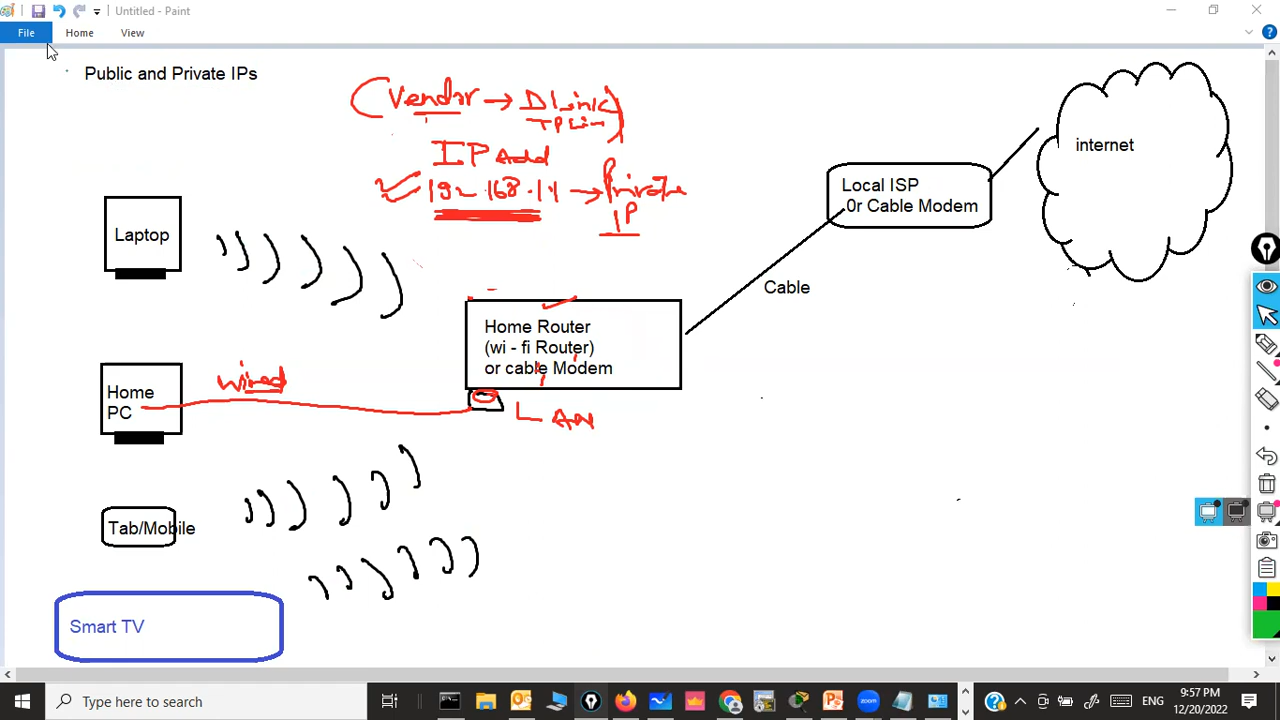 Untitled - Paint
File Home View
Public and Private IPs
(Vendor → DLink)
TPLin
IP Add
192.168.1.1 → Private
IP
Laptop
Home Router
(wi - fi Router)
or cable Modem
Local ISP
0r Cable Modem
internet
Cable
wired
Home
PC
LAN
Tab/Mobile
Smart TV
Type here to search
ENG
9:57 PM
12/20/2022